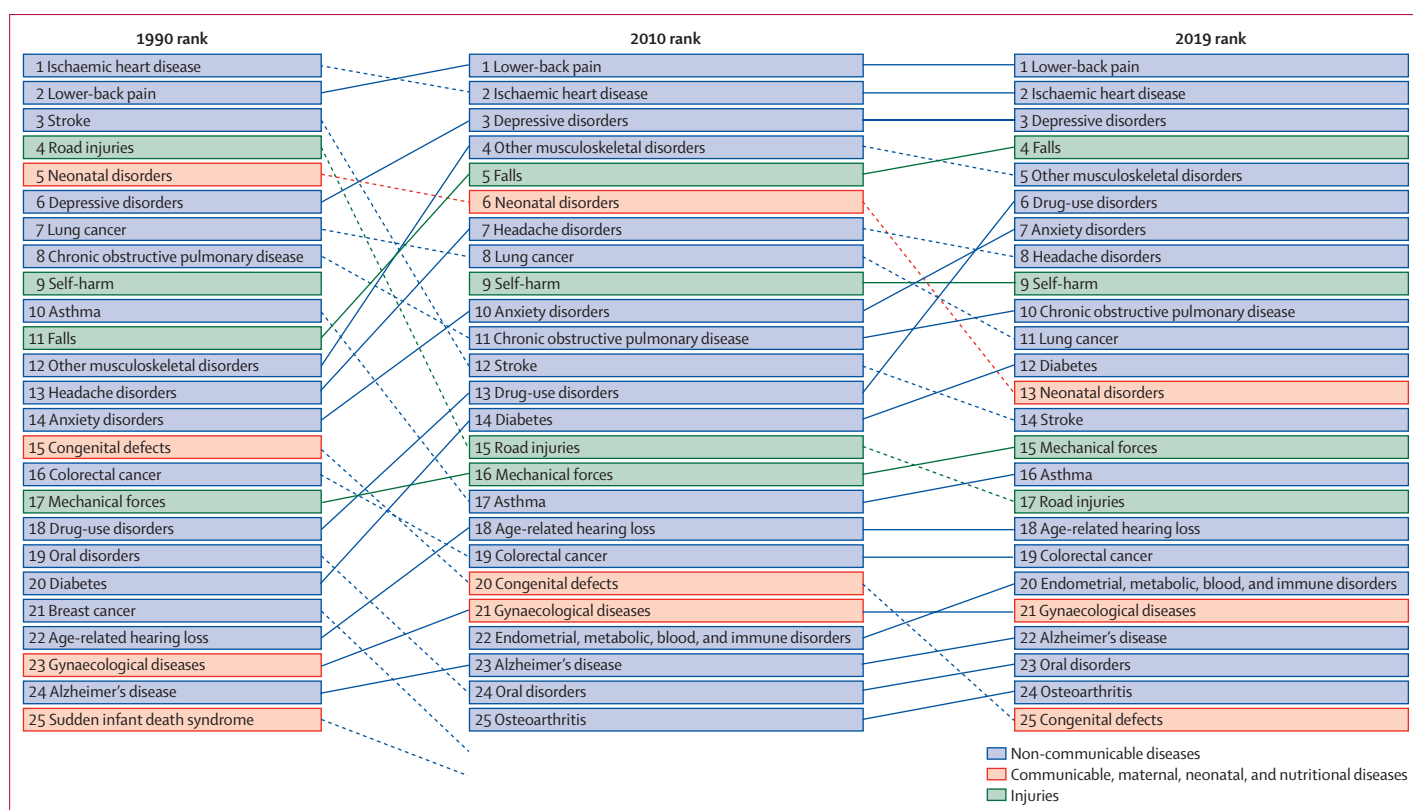 1990 rank
1 Ischaemic heart disease
2 Lower-back pain
3 Stroke
4 Road injuries
5 Neonatal disorders
6 Depressive disorders
7 Lung cancer
8 Chronic obstructive pulmonary disease
9 Self-harm
10 Asthma
11 Falls
12 Other musculoskeletal disorders
13 Headache disorders
14 Anxiety disorders
15 Congenital defects
16 Colorectal cancer
17 Mechanical forces
18 Drug-use disorders
19 Oral disorders
20 Diabetes
21 Breast cancer
22 Age-related hearing loss
23 Gynaecological diseases
24 Alzheimer's disease
25 Sudden infant death syndrome
2010 rank
1 Lower-back pain
2 Ischaemic heart disease
3 Depressive disorders
4 Other musculoskeletal disorders
5 Falls
6 Neonatal disorders
7 Headache disorders
8 Lung cancer
9 Self-harm
10 Anxiety disorders
11 Chronic obstructive pulmonary disease
12 Stroke
13 Drug-use disorders
14 Diabetes
15 Road injuries
16 Mechanical forces
17 Asthma
18 Age-related hearing loss
19 Colorectal cancer
20 Congenital defects
21 Gynaecological diseases
22 Endometrial, metabolic, blood, and immune disorders
23 Alzheimer's disease
24 Oral disorders
25 Osteoarthritis
2019 rank
1 Lower-back pain
2 Ischaemic heart disease
3 Depressive disorders
4 Falls
5 Other musculoskeletal disorders
6 Drug-use disorders
7 Anxiety disorders
8 Headache disorders
9 Self-harm
10 Chronic obstructive pulmonary disease
11 Lung cancer
12 Diabetes
13 Neonatal disorders
14 Stroke
15 Mechanical forces
16 Asthma
17 Road injuries
18 Age-related hearing loss
19 Colorectal cancer
20 Endometrial, metabolic, blood, and immune disorders
21 Gynaecological diseases
22 Alzheimer's disease
23 Oral disorders
24 Osteoarthritis
25 Congenital defects
Non-communicable diseases
Communicable, maternal, neonatal, and nutritional diseases
Injuries